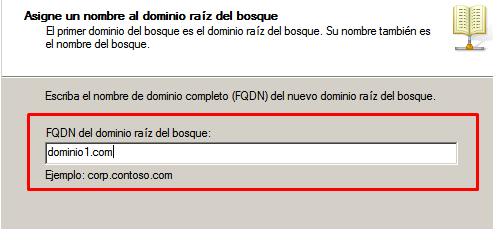 Asigne un nombre al dominio raíz del bosque
El primer dominio del bosque es el dominio raíz del bosque. Su nombre también es
el nombre del bosque.
Escriba el nombre de dominio completo (FQDN) del nuevo dominio raíz del bosque.
FQDN del dominio raíz del bosque:
dominio1.com
Ejemplo: corp.contoso.com